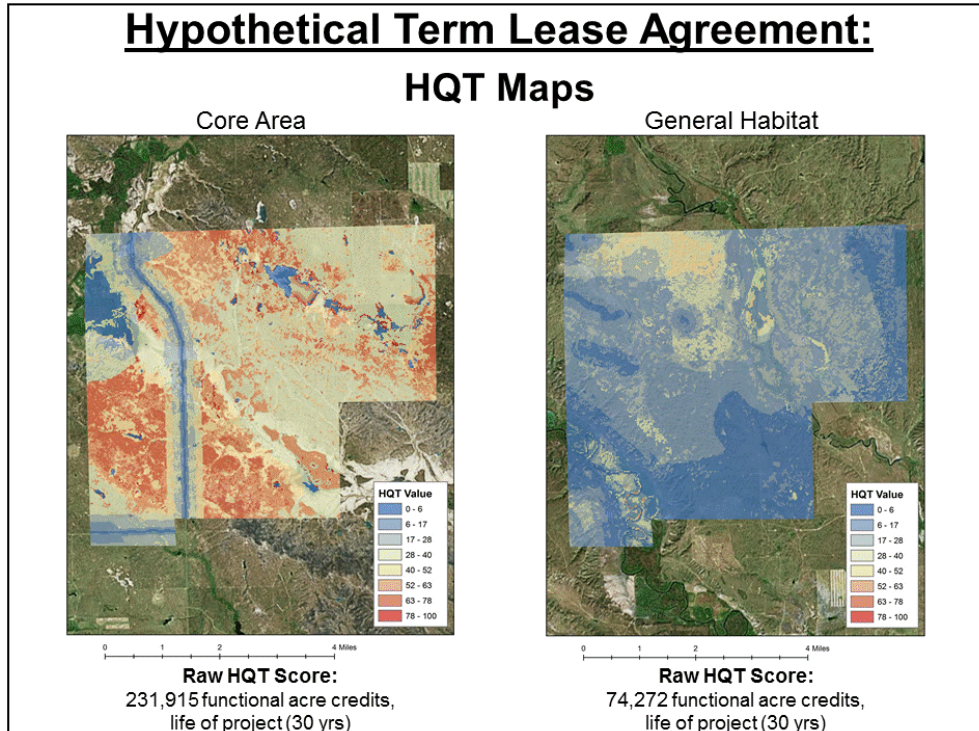 Hypothetical Term Lease Agreement:
HQT Maps
Core Area
General Habitat
HQT Value
0 - 6
6 - 17
17 - 28
28 - 40
40 - 52
52 - 63
63 - 78
78 - 100
HQT Value
0 - 6
6 - 17
17 - 28
28 - 40
40 - 52
52 - 63
63 - 78
78 - 100
0 2 4 Miles
0 2 4 Miles
Raw HQT Score:
231,915 functional acre credits,
life of project (30 yrs)
Raw HQT Score:
74,272 functional acre credits,
life of project (30 yrs)